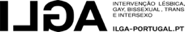 ILGA
INTERVENÇÃO LÉSBICA,
GAY, BISSEXUAL, TRANS
E INTERSEXO
ILGA-PORTUGAL.PT